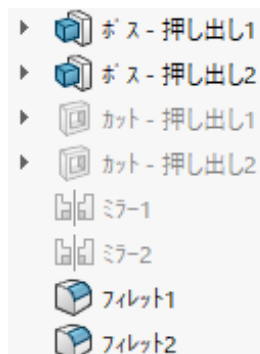 ボス - 押し出し1
ボス - 押し出し2
カット - 押し出し1
カット - 押し出し2
ミラー1
ミラー2
フィレット1
フィレット2